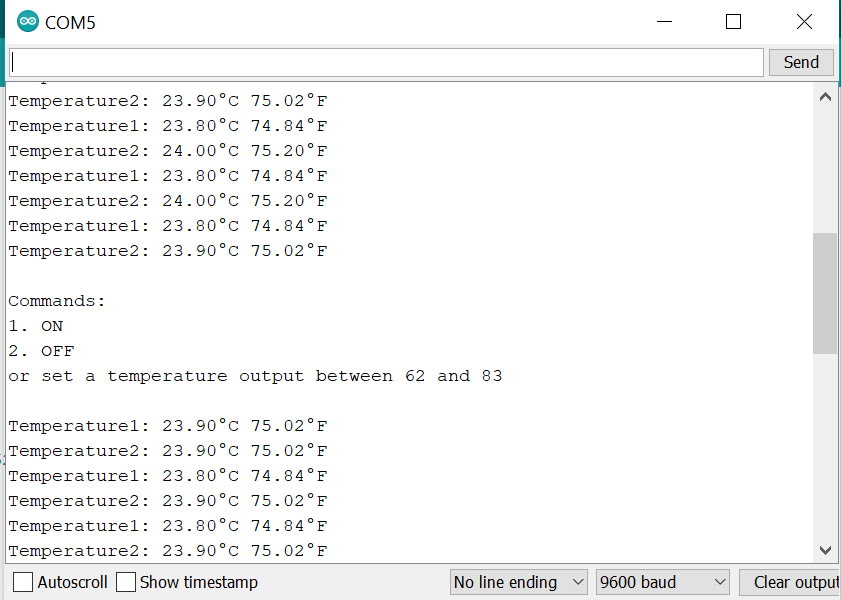 COM5
Send
Temperature2: 23.90°C 75.02°F
Temperature1: 23.80°C 74.84°F
Temperature2: 24.00°C 75.20°F
Temperature1: 23.80°C 74.84°F
Temperature2: 24.00°C 75.20°F
Temperature1: 23.80°C 74.84°F
Temperature2: 23.90°C 75.02°F
Commands:
1. ON
2. OFF
or set a temperature output between 62 and 83
Temperature1: 23.90°C 75.02°F
Temperature2: 23.90°C 75.02°F
Temperature1: 23.80°C 74.84°F
Temperature2: 23.90°C 75.02°F
Temperature1: 23.80°C 74.84°F
Temperature2: 23.90°C 75.02°F
Autoscroll Show timestamp No line ending 9600 baud Clear output